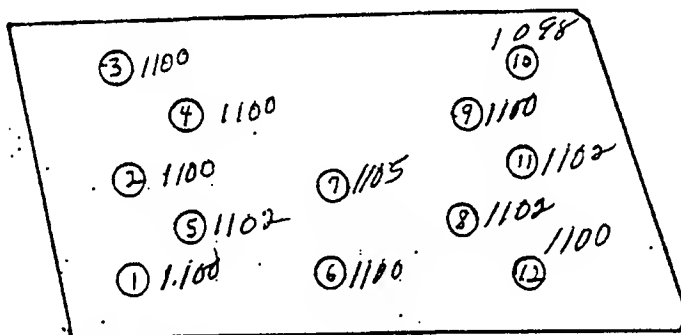 1098
③ 1100 ⑩
④ 1100 ⑨ 1100
② 1100 ⑦ 1105 ⑪ 1102
⑤ 1102 ⑧ 1102
1100
① 1.100 ⑥ 1100 ⑫